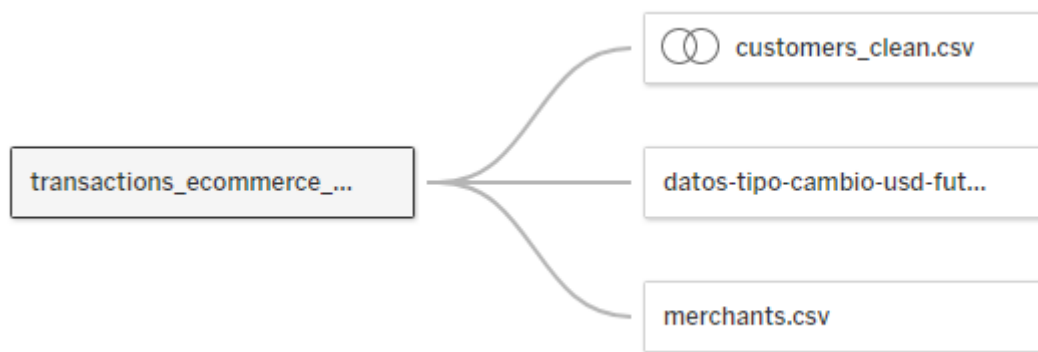 customers_clean.csv
transactions_ecommerce_...
datos-tipo-cambio-usd-fut...
merchants.csv